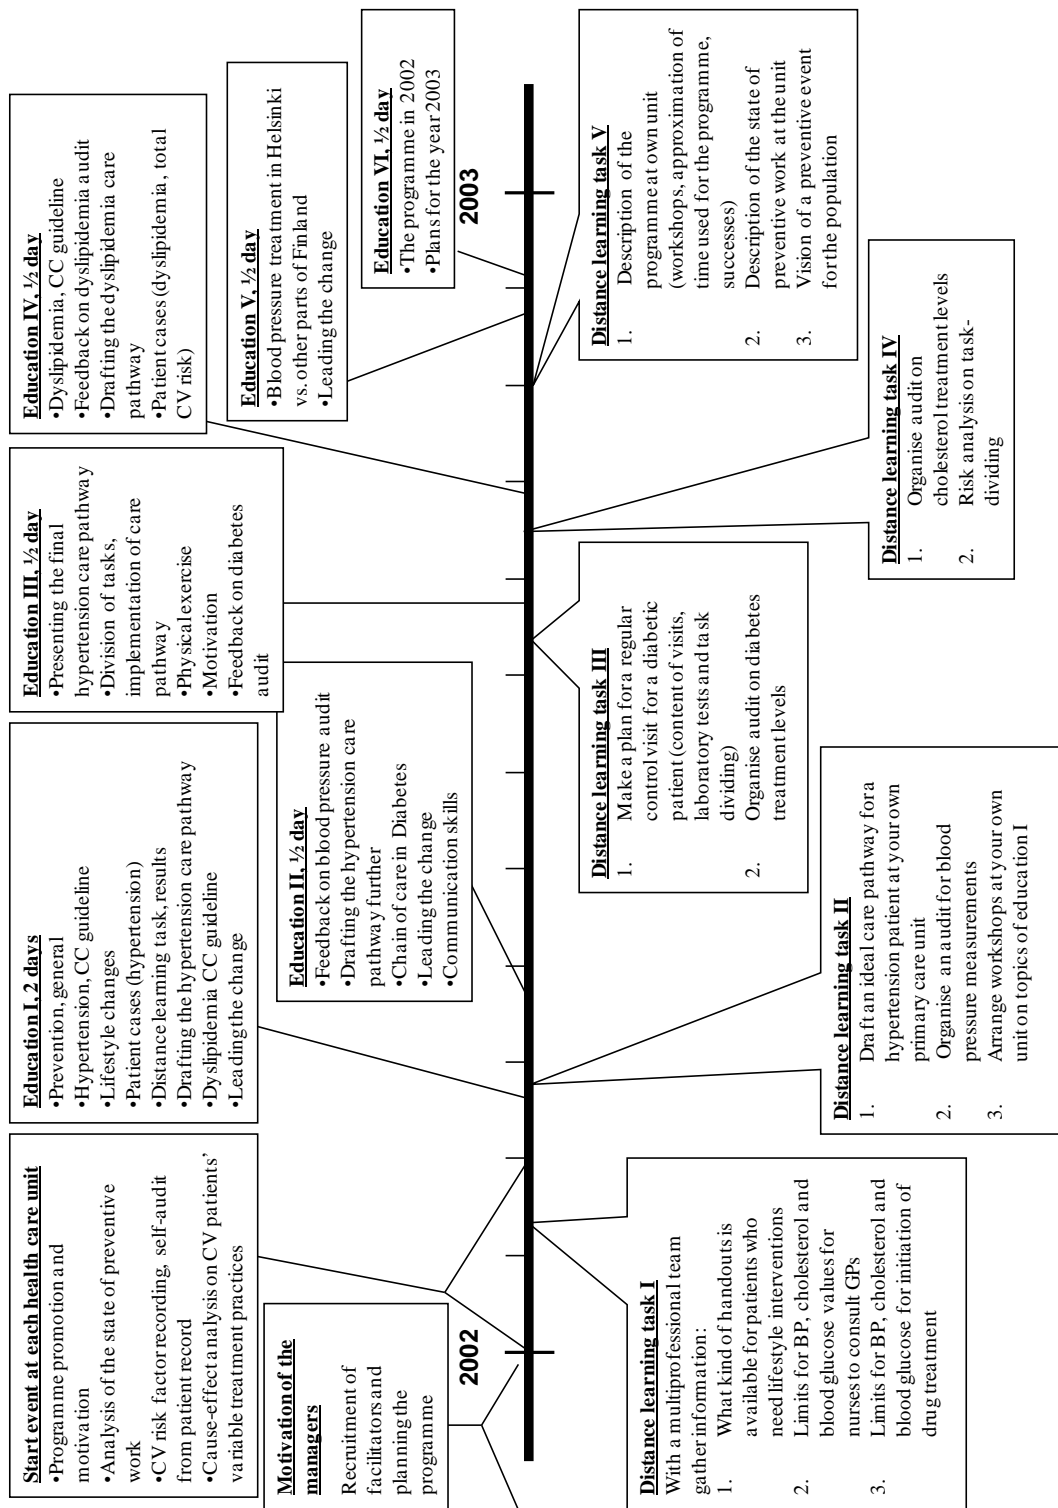 Start event at each health care unit
•Programme promotion and
motivation
•Analysis of the state of preventive
work
•CV risk factor recording, self-audit
from patient record
•Cause-effect analysis on CV patients’
variable treatment practices
Motivation of the
managers
Recruitment of
facilitators and
planning the
programme
Education I, 2 days
•Prevention, general
•Hypertension, CC guideline
•Lifestyle changes
•Patient cases (hypertension)
•Distance learning task, results
•Drafting the hypertension care pathway
•Dyslipidemia CC guideline
•Leading the change
Education II, ½ day
•Feedback on blood pressure audit
•Drafting the hypertension care
pathway further
•Chain of care in Diabetes
•Leading the change
•Communication skills
Education III, ½ day
•Presenting the final
hypertension care pathway
•Division of tasks,
implementation of care
pathway
•Physical exercise
•Motivation
•Feedback on diabetes
audit
Education IV, ½ day
•Dyslipidemia, CC guideline
•Feedback on dyslipidemia audit
•Drafting the dyslipidemia care
pathway
•Patient cases (dyslipidemia, total
CV risk)
Education V, ½ day
•Blood pressure treatment in Helsinki
vs. other parts of Finland
•Leading the change
Education VI, ½ day
•The programme in 2002
•Plans for the year 2003
2002
2003
Distance learning task I
With a multiprofessional team
gather information:
1. What kind of handouts is
available for patients who
need lifestyle interventions
2. Limits for BP, cholesterol and
blood glucose values for
nurses to consult GPs
3. Limits for BP, cholesterol and
blood glucose for initiation of
drug treatment
Distance learning task II
1. Draft an ideal care pathway for a
hypertension patient at your own
primary care unit
2. Organise an audit for blood
pressure measurements
3. Arrange workshops at your own
unit on topics of education I
Distance learning task III
1. Make a plan for a regular
control visit for a diabetic
patient (content of visits,
laboratory tests and task
dividing)
2. Organise audit on diabetes
treatment levels
Distance learning task IV
1. Organise audit on
cholesterol treatment levels
2. Risk analysis on task-
dividing
Distance learning task V
1. Description of the
programme at own unit
(workshops, approximation of
time used for the programme,
successes)
2. Description of the state of
preventive work at the unit
3. Vision of a preventive event
for the population